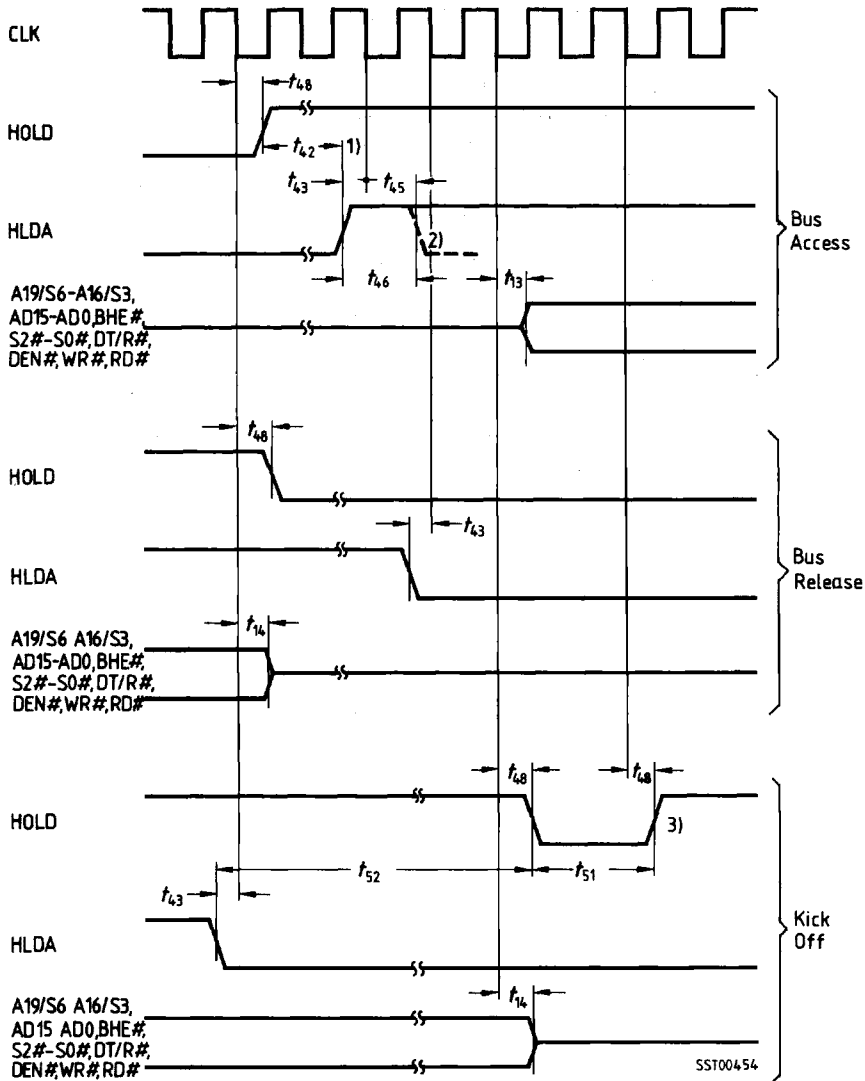 CLK
t48
HOLD
t42 1)
t43 t45
HLDA
2)
t46
t13
Bus
Access
A19/S6-A16/S3,
AD15-AD0,BHE#,
S2#-S0#,DT/R#,
DEN#,WR#,RD#
t48
HOLD
t43
HLDA
Bus
Release
t14
A19/S6 A16/S3,
AD15-AD0,BHE#,
S2#-S0#,DT/R#,
DEN#,WR#,RD#
t48 t48
HOLD
3)
t52 t51
t43
HLDA
Kick
Off
t14
A19/S6 A16/S3,
AD15 AD0,BHE#,
S2#-S0#,DT/R#,
DEN#,WR#,RD#
SST00454